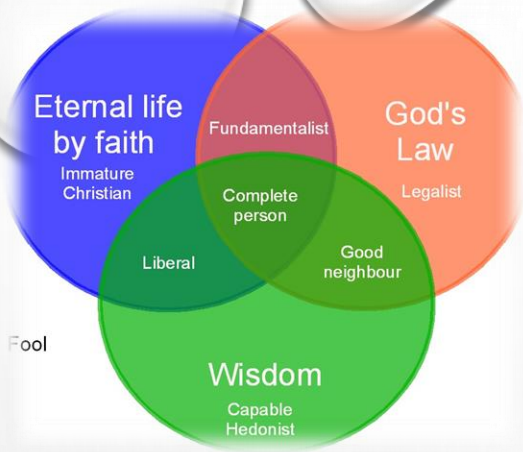 Eternal life
by faith
Immature
Christian
Fundamentalist
God's
Law
Legalist
Complete
person
Liberal
Good
neighbour
Fool
Wisdom
Capable
Hedonist